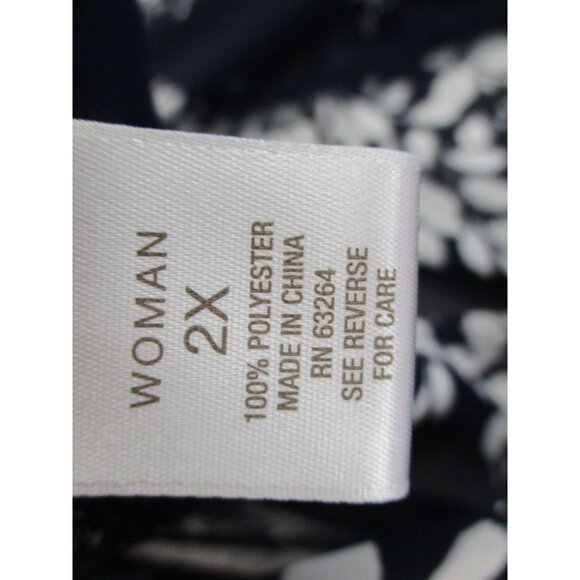 WOMAN
2X
100% POLYESTER
MADE IN CHINA
RN 63264
SEE REVERSE
FOR CARE